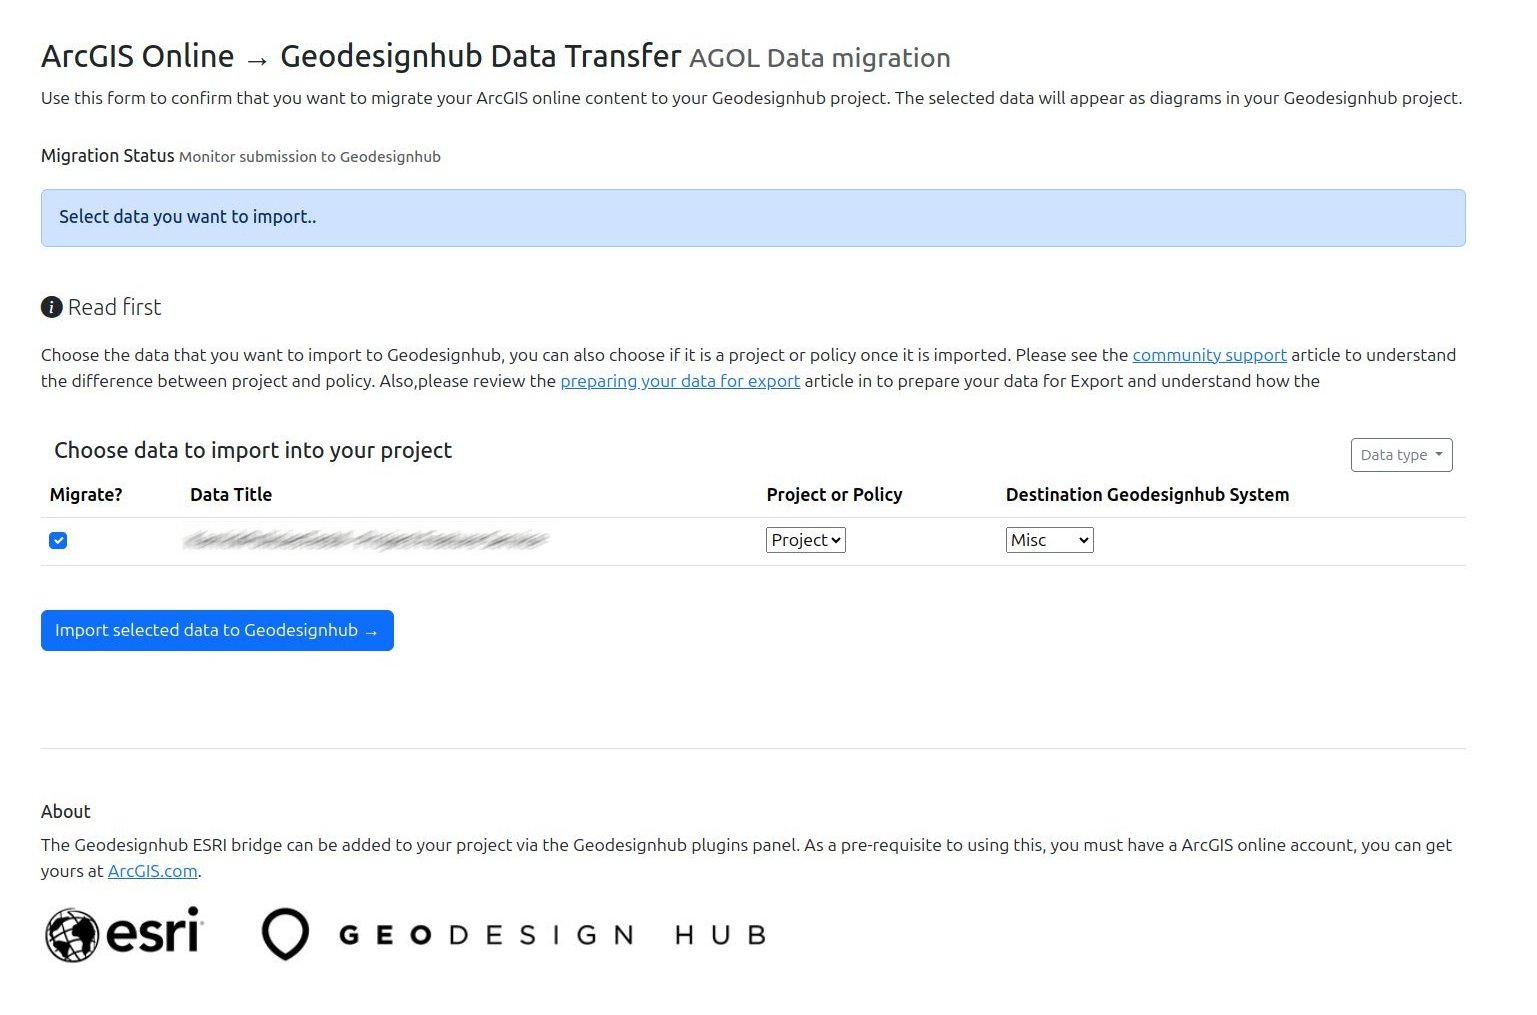 ArcGIS Online → Geodesignhub Data Transfer AGOL Data migration
Use this form to confirm that you want to migrate your ArcGIS online content to your Geodesignhub project. The selected data will appear as diagrams in your Geodesignhub project.
Migration Status Monitor submission to Geodesignhub
Select data you want to import..
Read first
Choose the data that you want to import to Geodesignhub, you can also choose if it is a project or policy once it is imported. Please see the community support article to understand
the difference between project and policy. Also,please review the preparing your data for export article in to prepare your data for Export and understand how the
Choose data to import into your project
Data type
Migrate? Data Title Project or Policy Destination Geodesignhub System
Project Misc
Import selected data to Geodesignhub →
About
The Geodesignhub ESRI bridge can be added to your project via the Geodesignhub plugins panel. As a pre-requisite to using this, you must have a ArcGIS online account, you can get
yours at ArcGIS.com.
esri GEODESIGN HUB